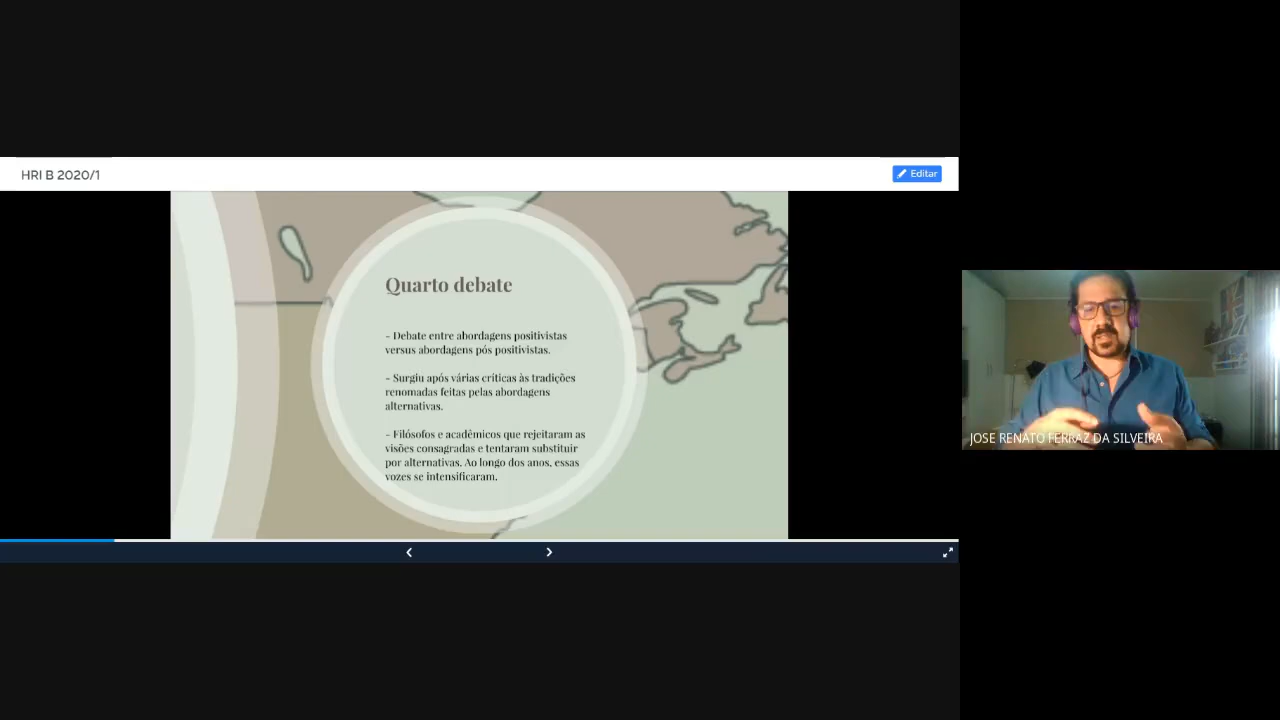 HRI B 2020/1
Editar
Quarto debate
- Debate entre abordagens positivistas
versus abordagens pós positivistas.
- Surgiu após várias críticas às tradições
renomadas feitas pelas abordagens
alternativas.
- Filósofos e acadêmicos que rejeitaram as
visões consagradas e tentaram substituir
por alternativas. Ao longo dos anos, essas
vozes se intensificaram.
JOSE RENATO FERRAZ DA SILVEIRA